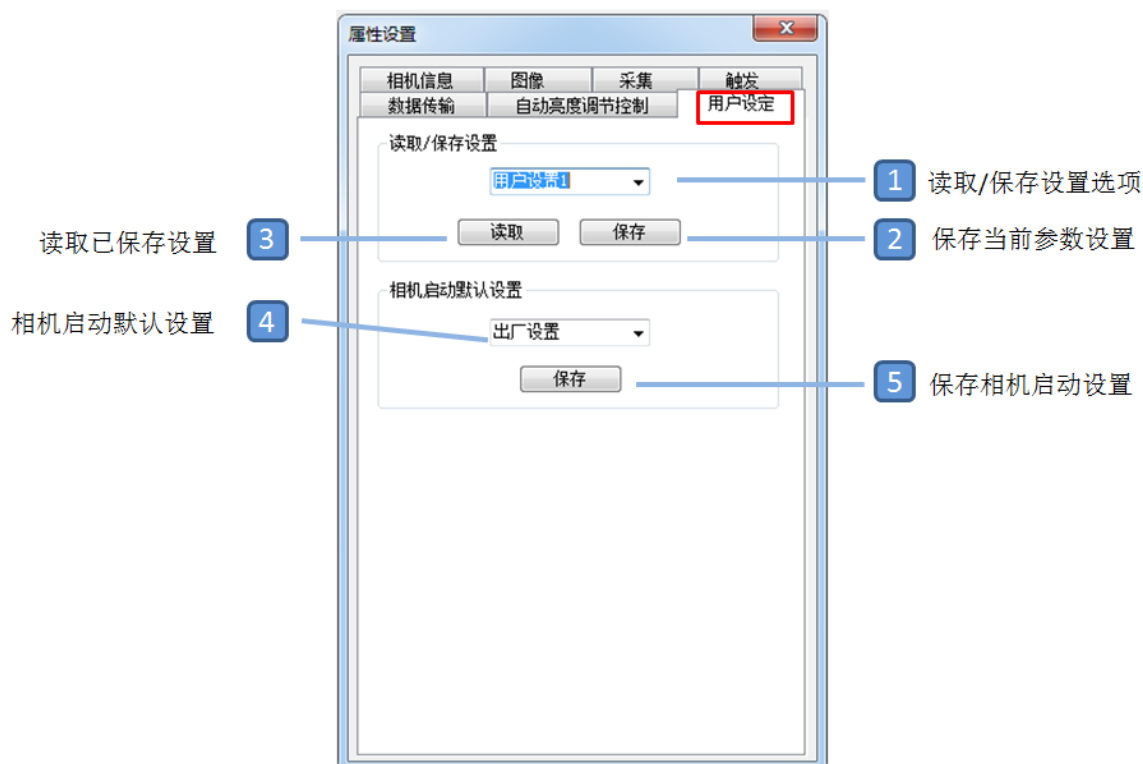 属性设置
x
相机信息 图像 采集 触发
数据传输 自动亮度调节控制 用户设定
读取/保存设置
用户设置1
1 读取/保存设置选项
读取已保存设置 3
读取 保存
2 保存当前参数设置
相机启动默认设置
相机启动默认设置 4
出厂设置
保存
5 保存相机启动设置